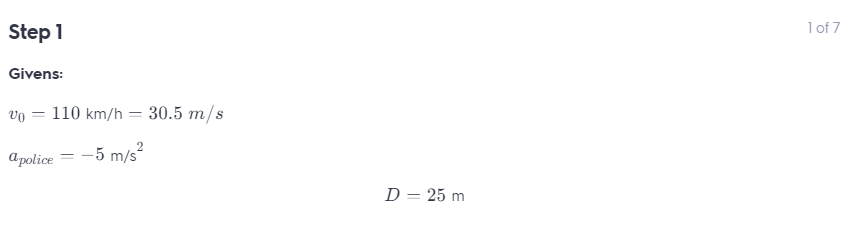 Step 1
1 of 7
Givens:
v₀ = 110 km/h = 30.5 m/s
a_police = −5 m/s²
D = 25 m